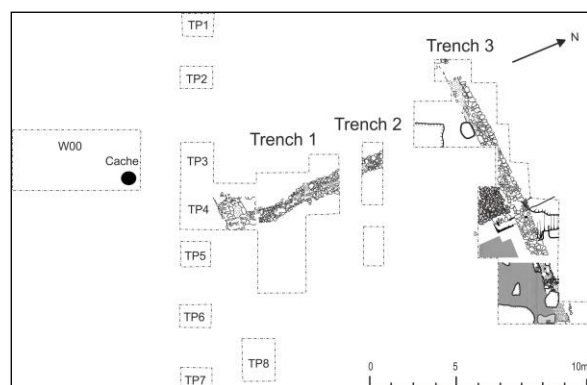 TP1
Trench 3
N
TP2
Trench 2
Trench 1
W00
TP3
Cache
TP4
TP5
TP6
TP8
TP7
0 5 10m